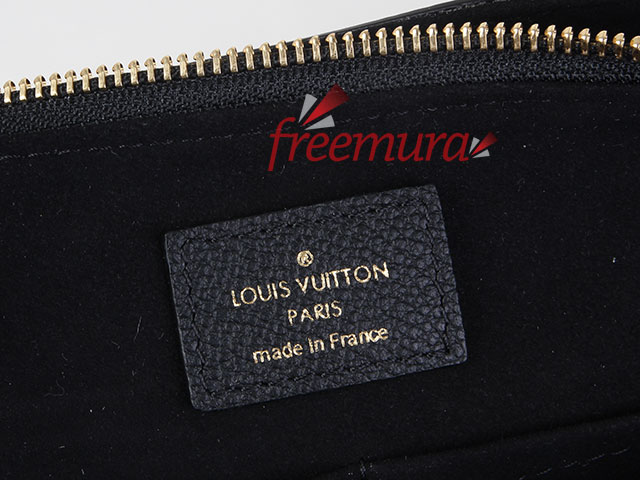 freemura
®
LOUIS VUITTON
PARIS
made in France